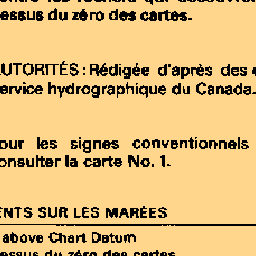 essus du zéro des cartes.
UTORITÉS : Rédigée d'après des
ervice hydrographique du Canada.
our les signes conventionnels
onsulter la carte No. 1.
ENTS SUR LES MARÉES
above Chart Datum
essus du zéro des cartes